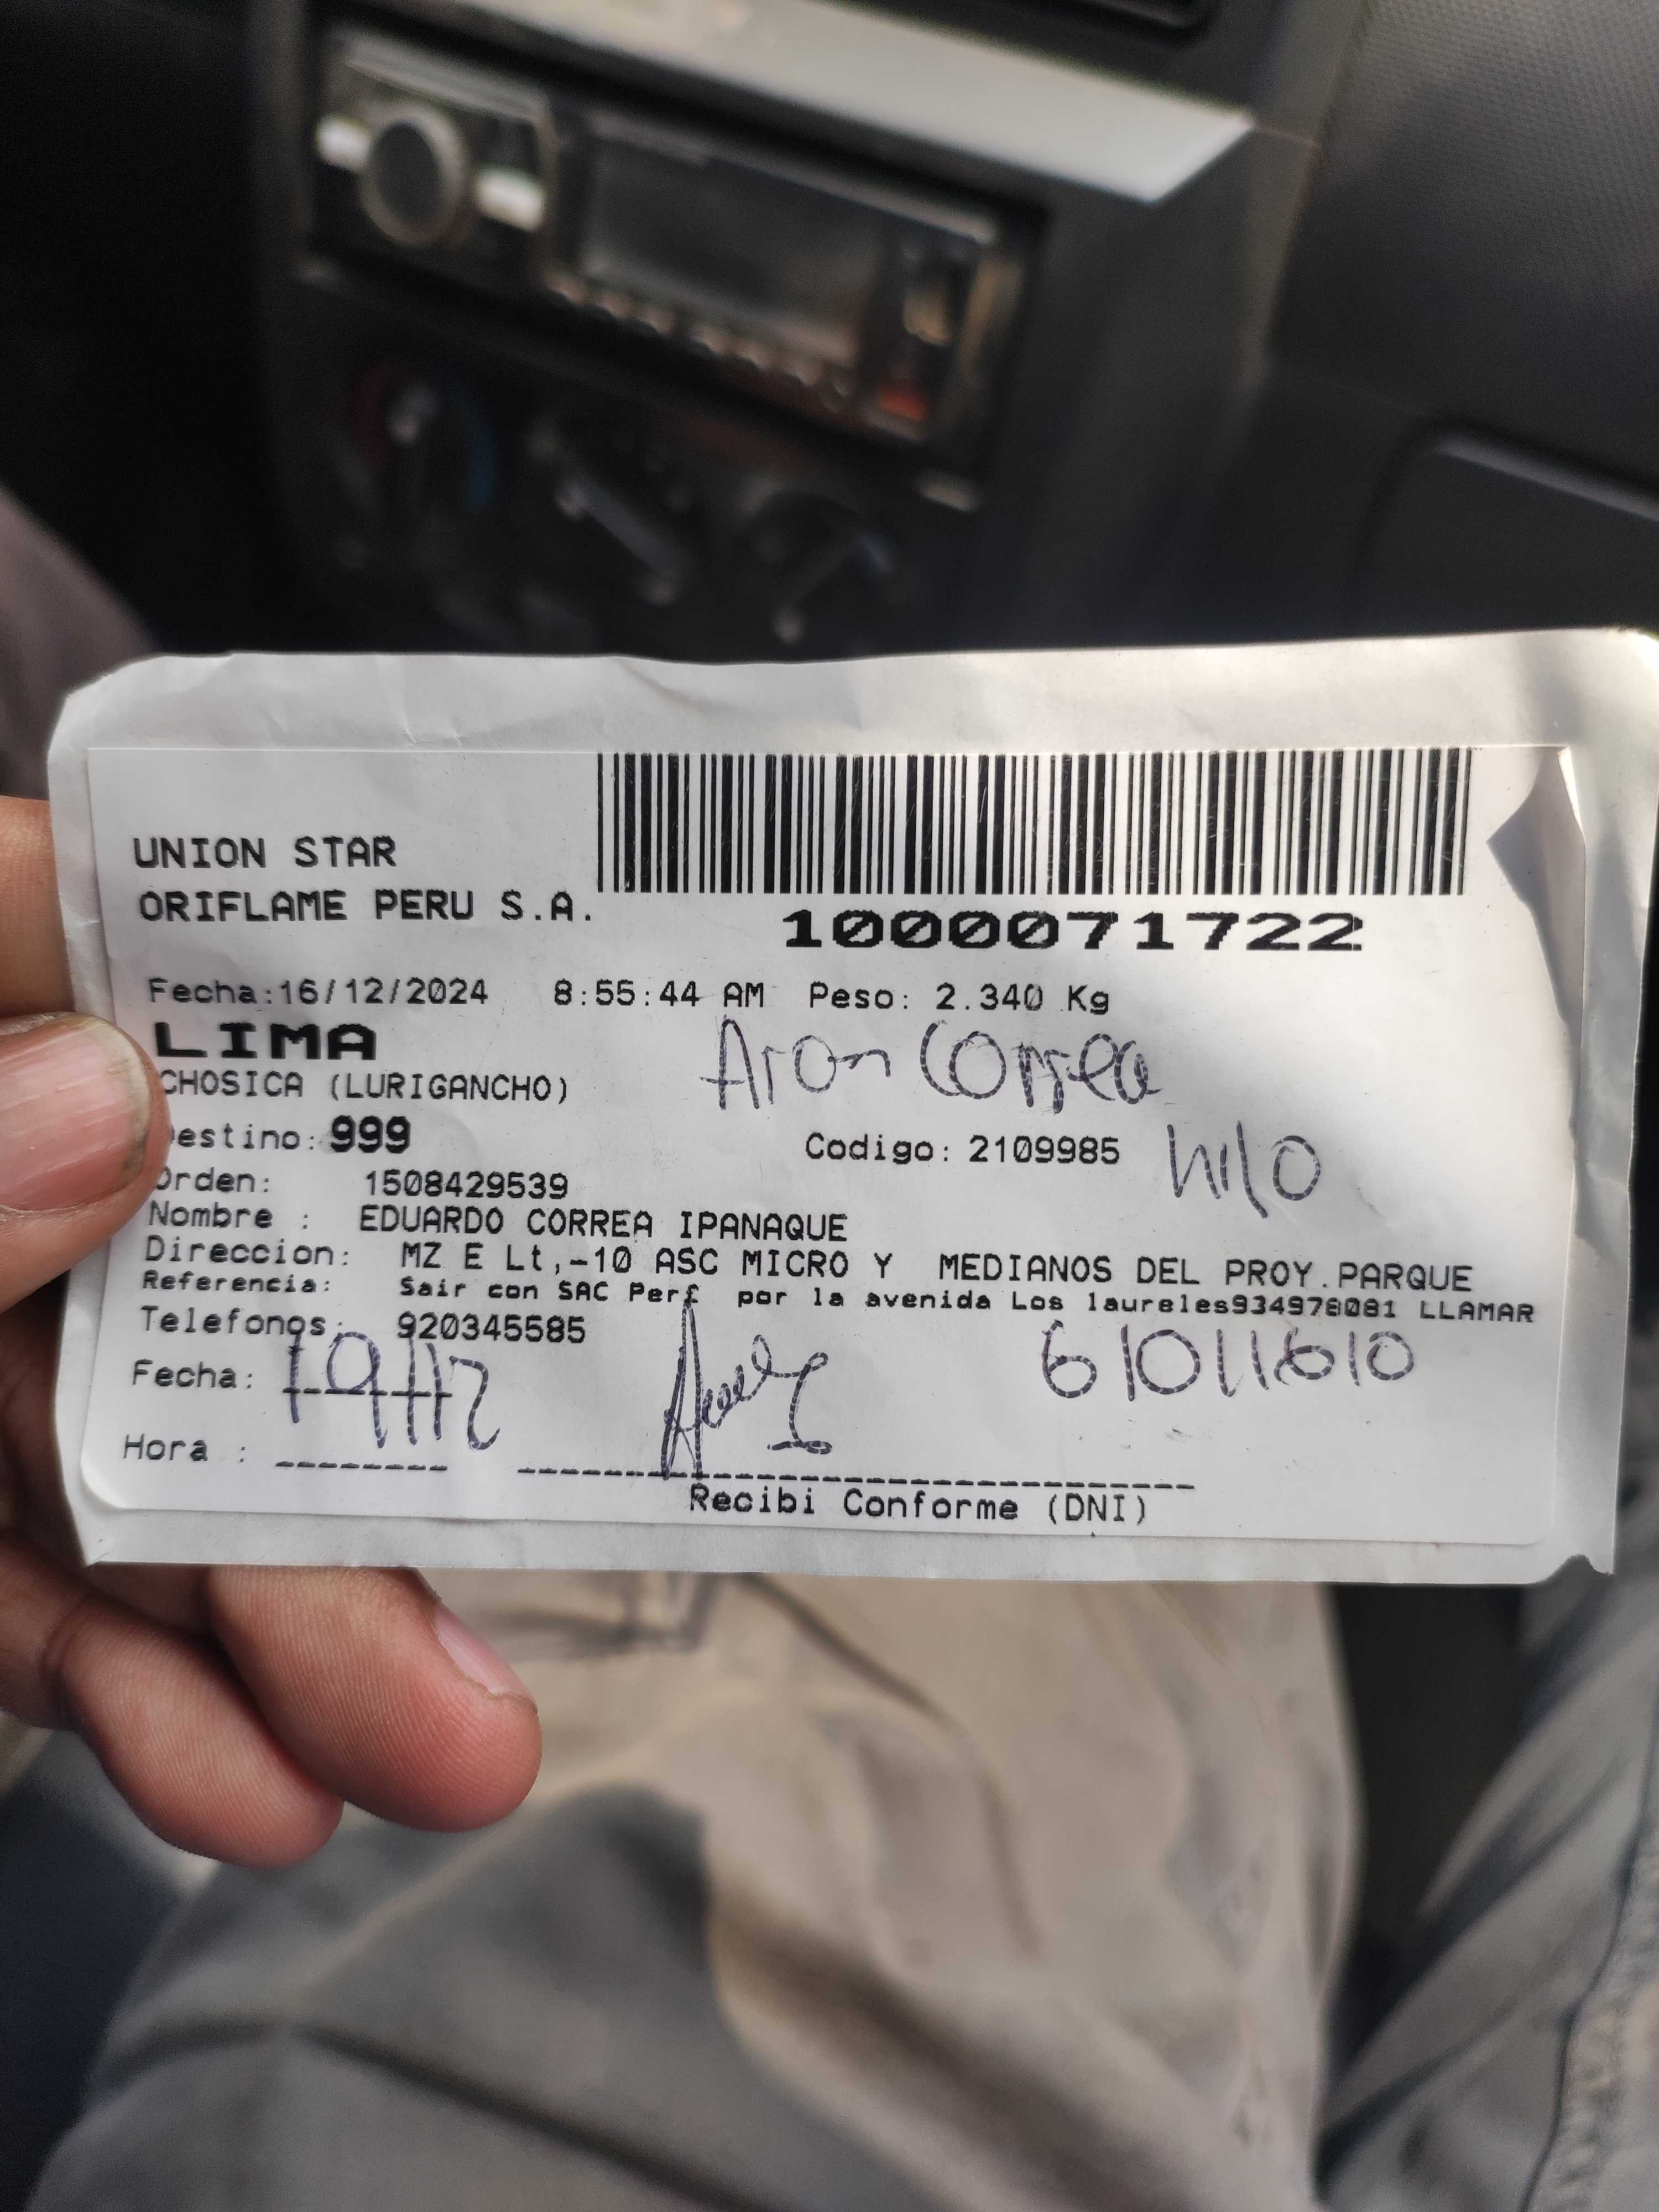 UNION STAR
ORIFLAME PERU S.A.
1000071722
Fecha:16/12/2024 8:55:44 AM Peso: 2.340 Kg
LIMA
Aron Correa
CHOSICA (LURIGANCHO)
estino: 999 Codigo: 2109985 hijo
Orden: 1508429539
Nombre : EDUARDO CORREA IPANAQUE
Direccion: MZ E Lt,-10 ASC MICRO Y MEDIANOS DEL PROY.PARQUE
Referencia: Sair con SAC Perf por la avenida Los laureles934978081 LLAMAR
Telefonos: 920345585
Fecha: 19/12
Hora :
Recibi Conforme (DNI)